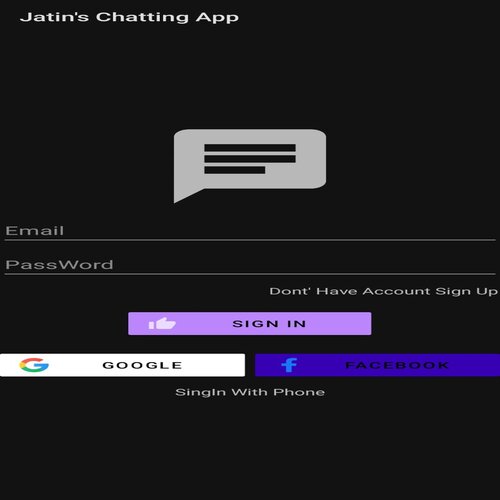 Jatin's Chatting App
Email
PassWord
Dont' Have Account Sign Up
SIGN IN
GOOGLE
FACEBOOK
SingIn With Phone